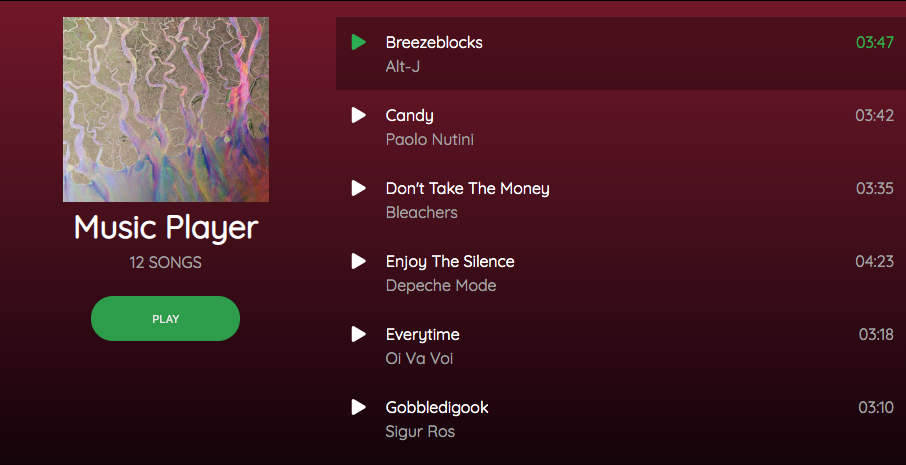 Music Player
12 SONGS
PLAY
Breezeblocks
03:47
Alt-J
Candy
03:42
Paolo Nutini
Don't Take The Money
03:35
Bleachers
Enjoy The Silence
04:23
Depeche Mode
Everytime
03:18
Oi Va Voi
Gobbledigook
03:10
Sigur Ros